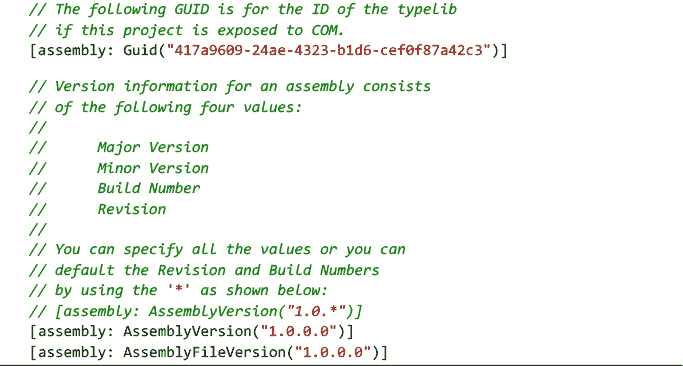 // The following GUID is for the ID of the typelib
// if this project is exposed to COM.
[assembly: Guid("417a9609-24ae-4323-b1d6-cef0f87a42c3")]
// Version information for an assembly consists
// of the following four values:
//
// Major Version
// Minor Version
// Build Number
// Revision
//
// You can specify all the values or you can
// default the Revision and Build Numbers
// by using the '*' as shown below:
// [assembly: AssemblyVersion("1.0.*")]
[assembly: AssemblyVersion("1.0.0.0")]
[assembly: AssemblyFileVersion("1.0.0.0")]